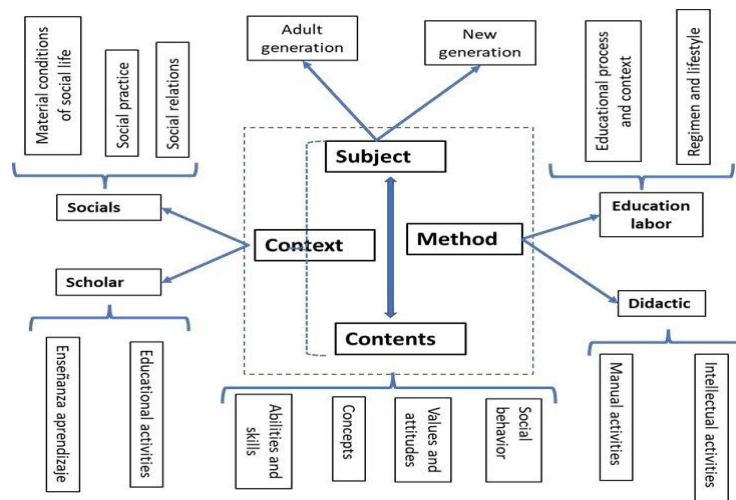 Adult
generation
New
generation
Material conditions
of social life
Social practice
Social relations
Educational process
and context
Regimen and lifestyle
Subject
Socials
Education
labor
Context
Method
Scholar
Didactic
Contents
Enseñanza aprendizaje
Educational activities
Abilities and
skills
Concepts
Values and
attitudes
Social
behavior
Manual activities
Intellectual activities